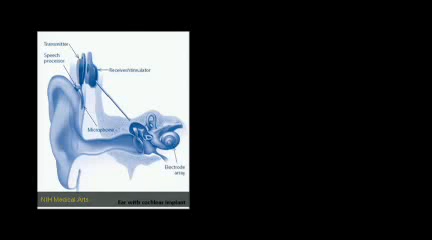 Transmitter
Speech
processor
Receiver/stimulator
Microphone
Electrode
array
NIH Medical Arts
Ear with cochlear implant